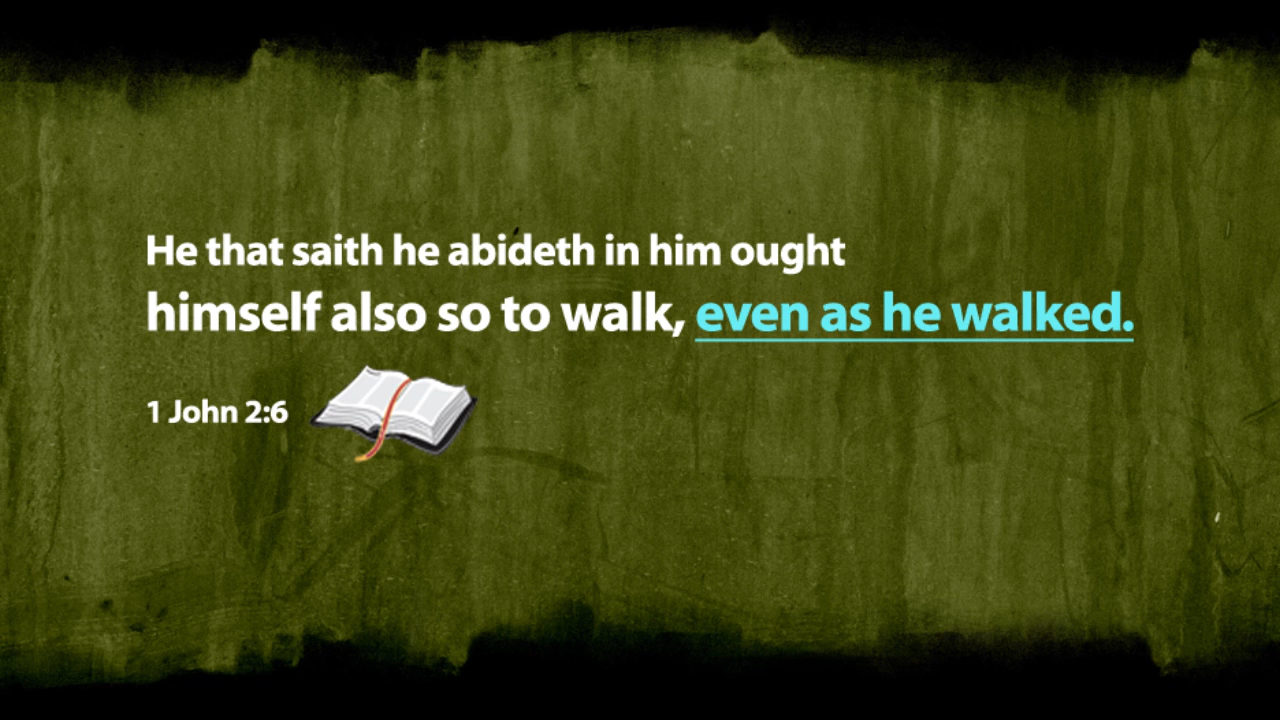 He that saith he abideth in him ought
himself also so to walk, even as he walked.
1 John 2:6